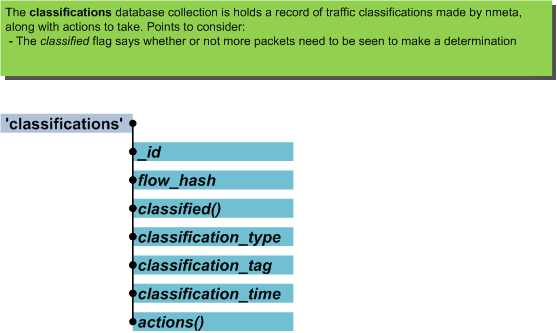 The classifications database collection is holds a record of traffic classifications made by nmeta,
along with actions to take. Points to consider:
- The classified flag says whether or not more packets need to be seen to make a determination
'classifications'
_id
flow_hash
classified()
classification_type
classification_tag
classification_time
actions()